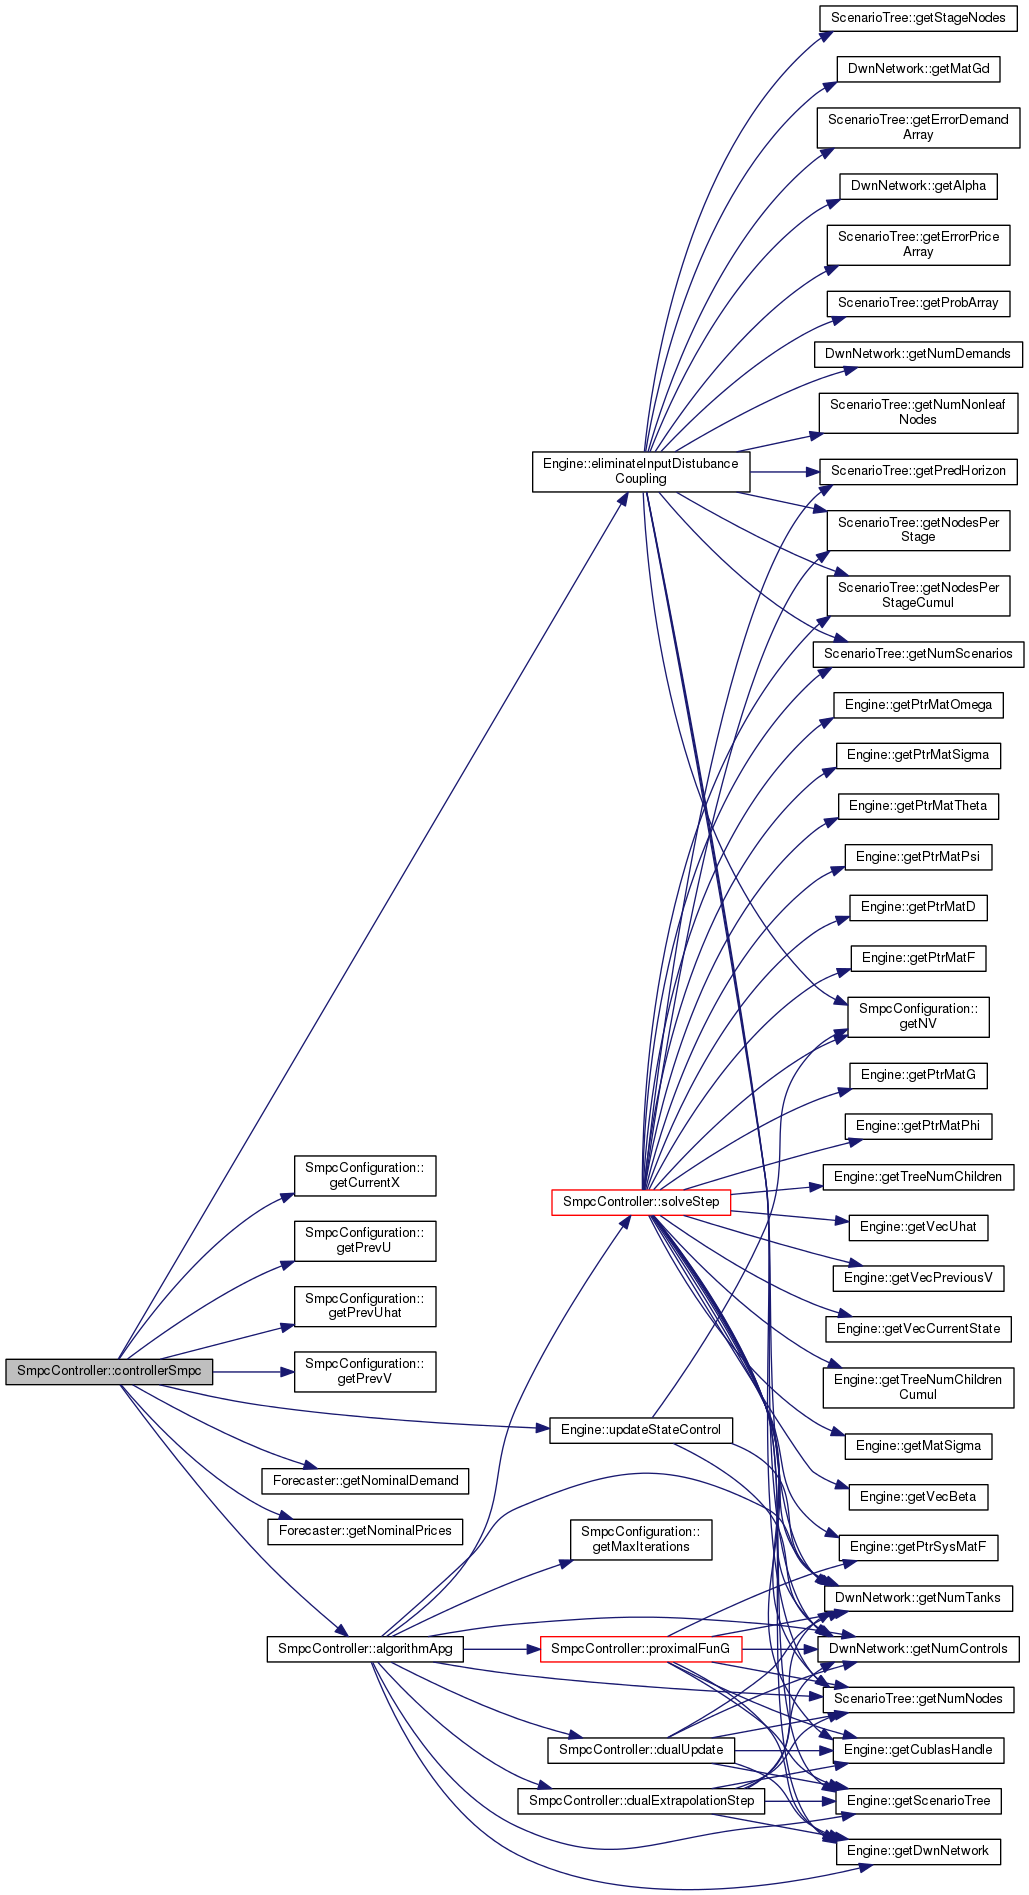 ScenarioTree::getStageNodes
DwnNetwork::getMatGd
ScenarioTree::getErrorDemand
Array
DwnNetwork::getAlpha
ScenarioTree::getErrorPrice
Array
ScenarioTree::getProbArray
DwnNetwork::getNumDemands
ScenarioTree::getNumNonleaf
Nodes
Engine::eliminateInputDistubance
Coupling
ScenarioTree::getPredHorizon
ScenarioTree::getNodesPer
Stage
ScenarioTree::getNodesPer
StageCumul
ScenarioTree::getNumScenarios
Engine::getPtrMatOmega
Engine::getPtrMatSigma
Engine::getPtrMatTheta
Engine::getPtrMatPsi
Engine::getPtrMatD
Engine::getPtrMatF
SmpcConfiguration::
getNV
Engine::getPtrMatG
Engine::getPtrMatPhi
SmpcConfiguration::
getCurrentX
SmpcController::solveStep
Engine::getTreeNumChildren
Engine::getVecUhat
SmpcConfiguration::
getPrevU
Engine::getVecPreviousV
SmpcConfiguration::
getPrevUhat
Engine::getVecCurrentState
SmpcController::controllerSmpc
SmpcConfiguration::
getPrevV
Engine::getTreeNumChildren
Cumul
Engine::updateStateControl
Engine::getMatSigma
Forecaster::getNominalDemand
Engine::getVecBeta
Forecaster::getNominalPrices
SmpcConfiguration::
getMaxIterations
Engine::getPtrSysMatF
DwnNetwork::getNumTanks
SmpcController::algorithmApg
SmpcController::proximalFunG
DwnNetwork::getNumControls
ScenarioTree::getNumNodes
SmpcController::dualUpdate
Engine::getCublasHandle
SmpcController::dualExtrapolationStep
Engine::getScenarioTree
Engine::getDwnNetwork